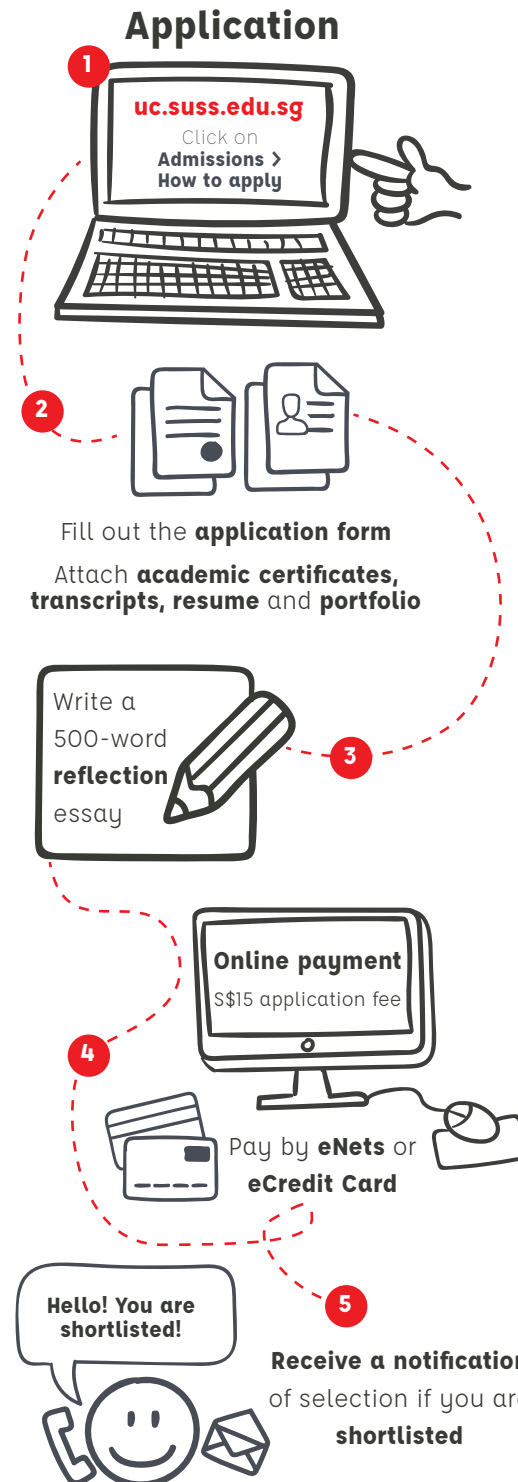 Application
1
uc.suss.edu.sg
Click on
Admissions >
How to apply
2
Fill out the application form
Attach academic certificates,
transcripts, resume and portfolio
Write a
500-word
reflection
essay
3
Online payment
S$15 application fee
4
Pay by eNets or
eCredit Card
5
Hello! You are
shortlisted!
Receive a notification
of selection if you are
shortlisted